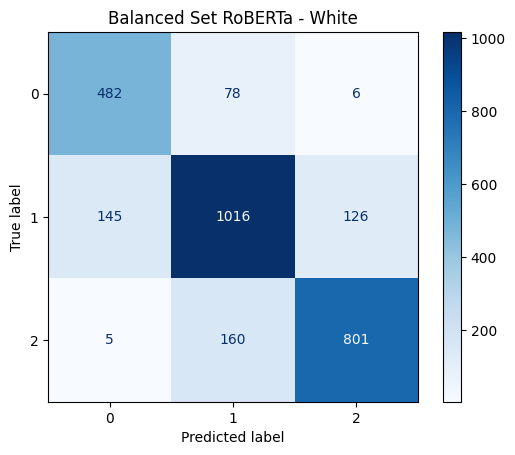 Balanced Set RoBERTa - White
0 482 78 6
1 145 1016 126
2 5 160 801
0 1 2
True label
Predicted label
1000
800
600
400
200